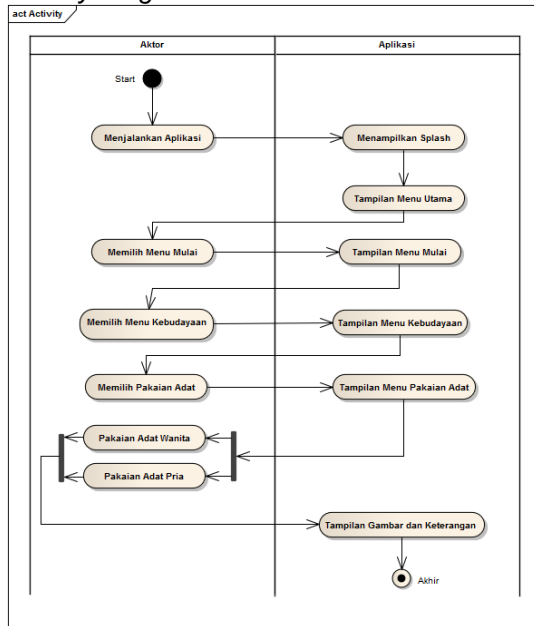 act Activity
Aktor
Aplikasi
Start
Menjalankan Aplikasi
Menampilkan Splash
Tampilan Menu Utama
Memilih Menu Mulai
Tampilan Menu Mulai
Memilih Menu Kebudayaan
Tampilan Menu Kebudayaan
Memilih Pakaian Adat
Tampilan Menu Pakaian Adat
Pakaian Adat Wanita
Pakaian Adat Pria
Tampilan Gambar dan Keterangan
Akhir